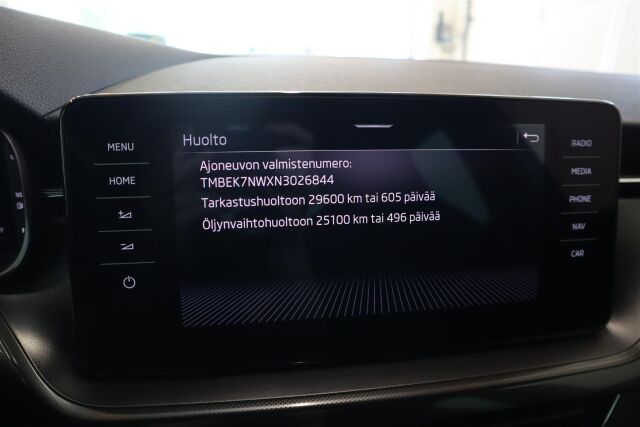 Huolto
Ajoneuvon valmistenumero:
TMBEK7NWXN3026844
Tarkastushuoltoon 29600 km tai 605 päivää
Öljynvaihtohuoltoon 25100 km tai 496 päivää
MENU
HOME
RADIO
MEDIA
PHONE
NAV
CAR